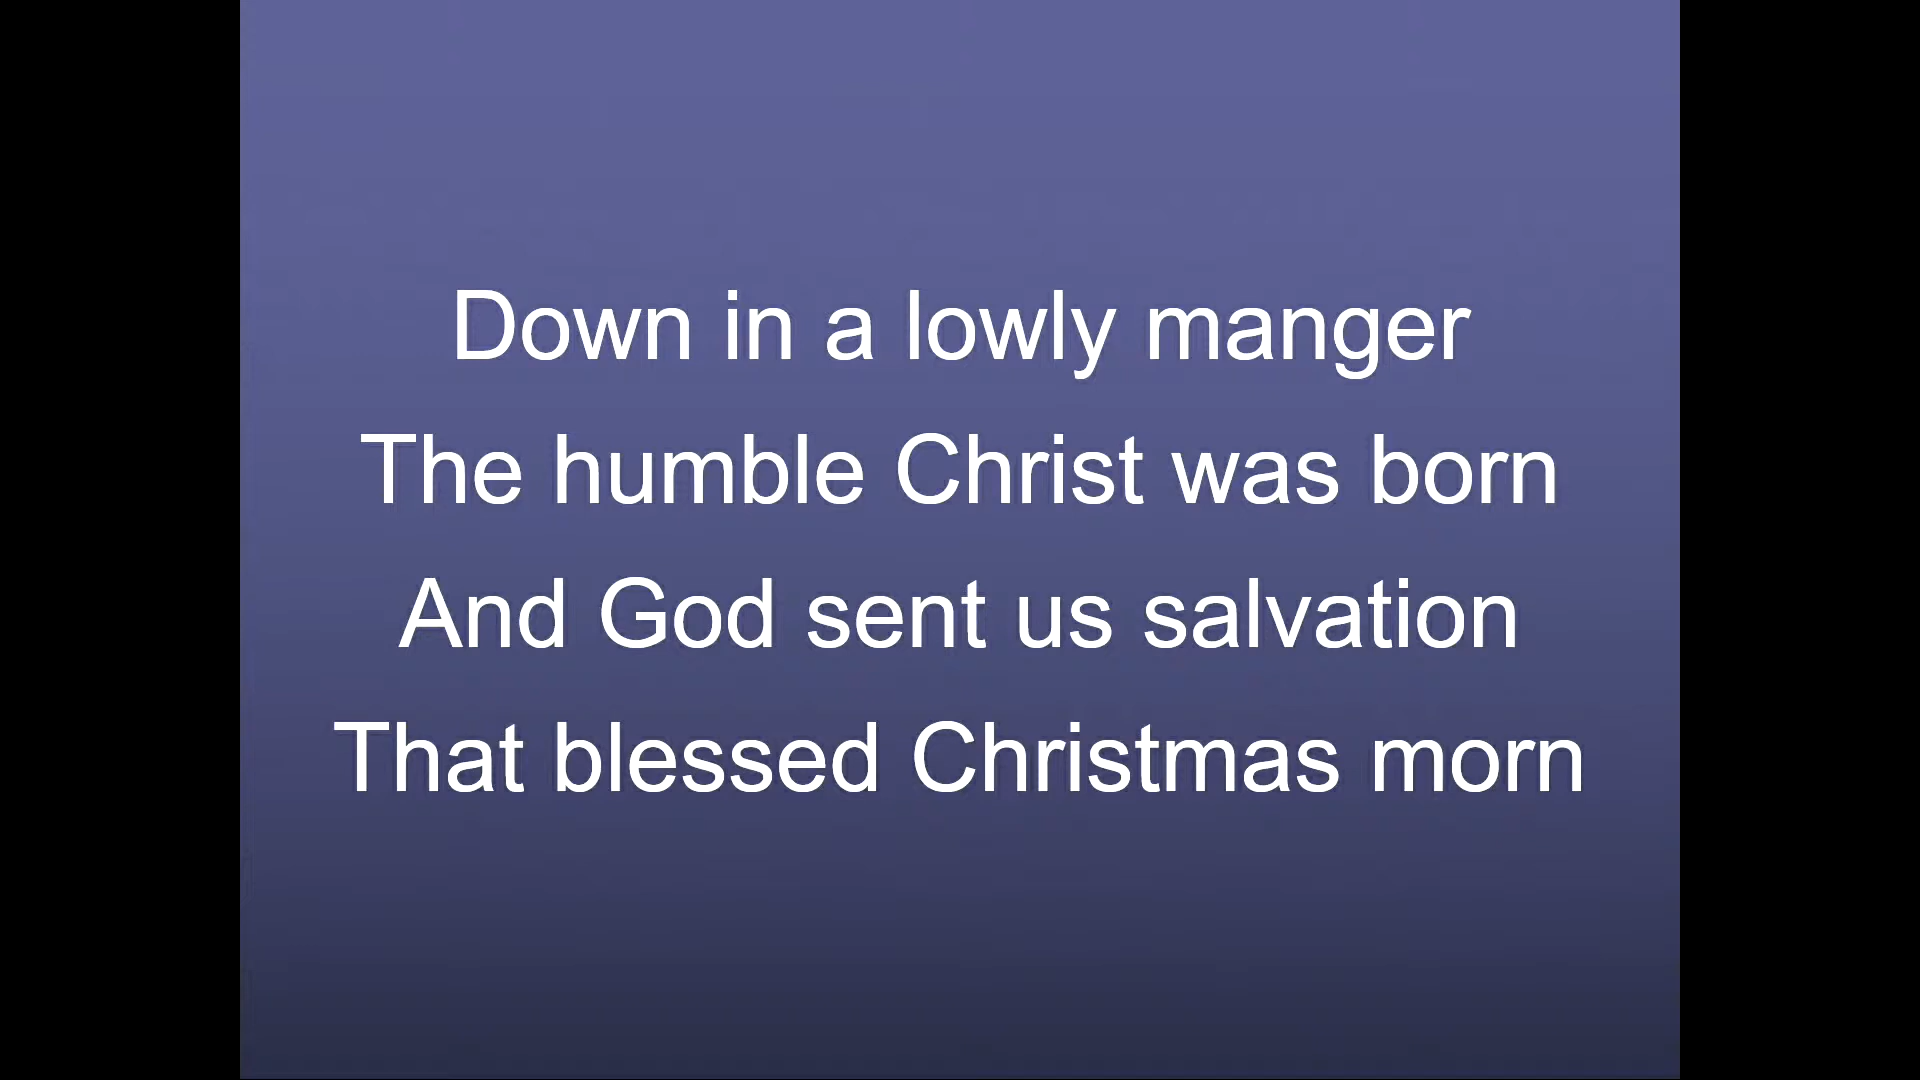 Down in a lowly manger
The humble Christ was born
And God sent us salvation
That blessed Christmas morn